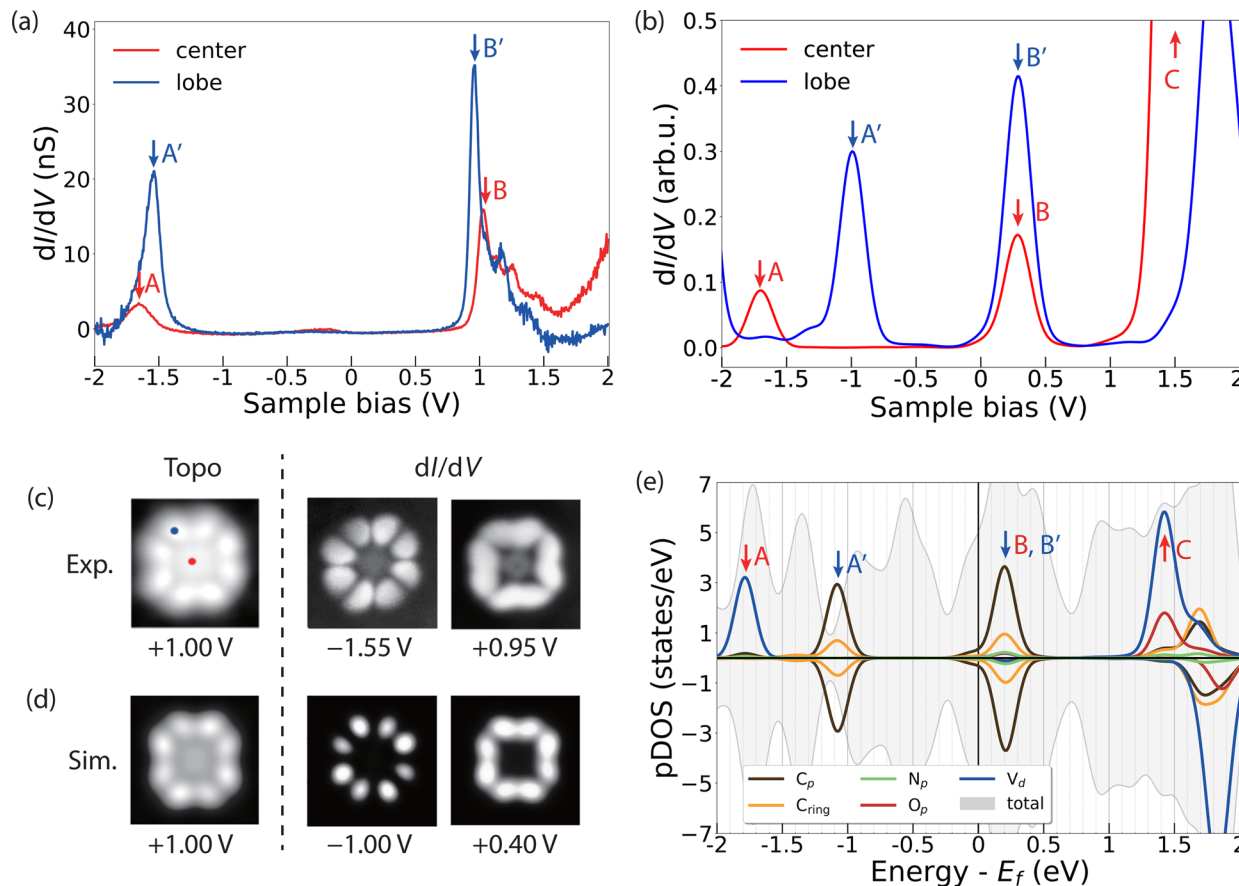 (a)
center
lobe
A’
A
B’
B
dI/dV (nS)
40
30
20
10
0
-2 -1.5 -1 -0.5 0 0.5 1 1.5 2
Sample bias (V)
(b)
center
lobe
A
A’
B’
B
C
dI/dV (arb.u.)
0.5
0.4
0.3
0.2
0.1
0.0
-2 -1.5 -1 -0.5 0 0.5 1 1.5 2
Sample bias (V)
(c)
Topo
dI/dV
Exp.
+1.00 V
−1.55 V
+0.95 V
(d)
Sim.
+1.00 V
−1.00 V
+0.40 V
(e)
A
A’
B, B’
C
pDOS (states/eV)
7
5
3
1
−1
−3
−5
−7
Cp Np Vd
Cring Op total
-2 -1.5 -1 -0.5 0 0.5 1 1.5 2
Energy - Ef (eV)